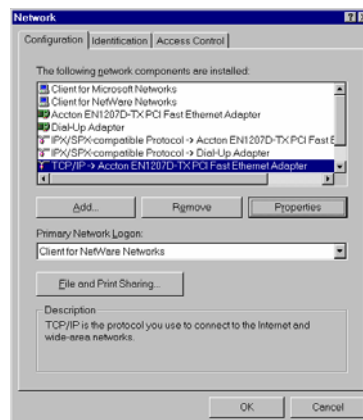 Network
Configuration Identification Access Control
The following network components are installed:
Client for Microsoft Networks
Client for NetWare Networks
Accton EN1207D-TX PCI Fast Ethernet Adapter
Dial-Up Adapter
IPX/SPX-compatible Protocol -> Accton EN1207D-TX PCI Fast E
IPX/SPX-compatible Protocol -> Dial-Up Adapter
TCP/IP -> Accton EN1207D-TX PCI Fast Ethernet Adapter
Add... Remove Properties
Primary Network Logon:
Client for NetWare Networks
File and Print Sharing...
Description
TCP/IP is the protocol you use to connect to the Internet and
wide-area networks.
OK Cancel